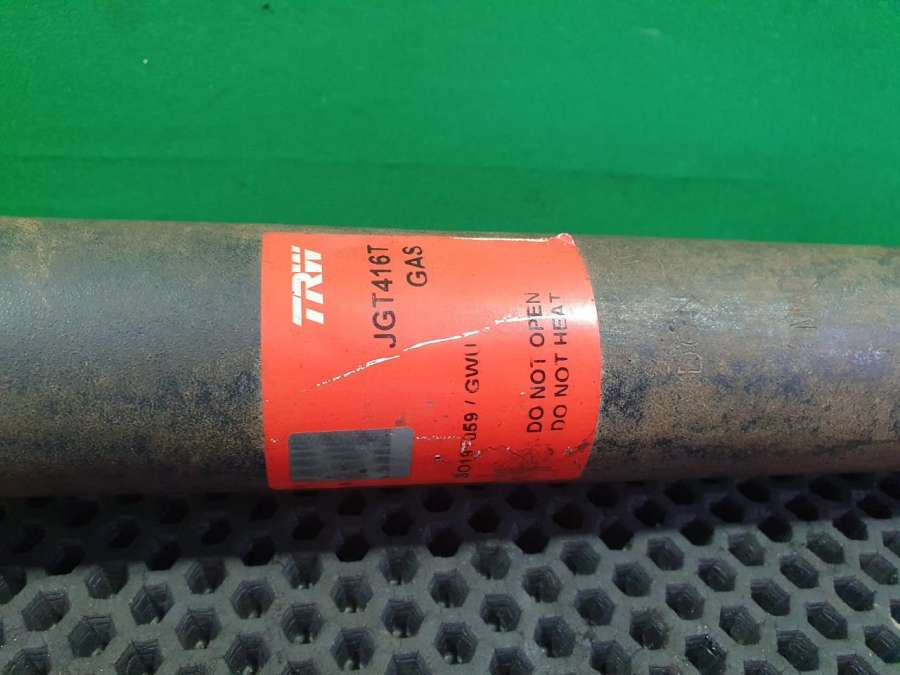 TRW
JGT416T
GAS
DO NOT OPEN
DO NOT HEAT